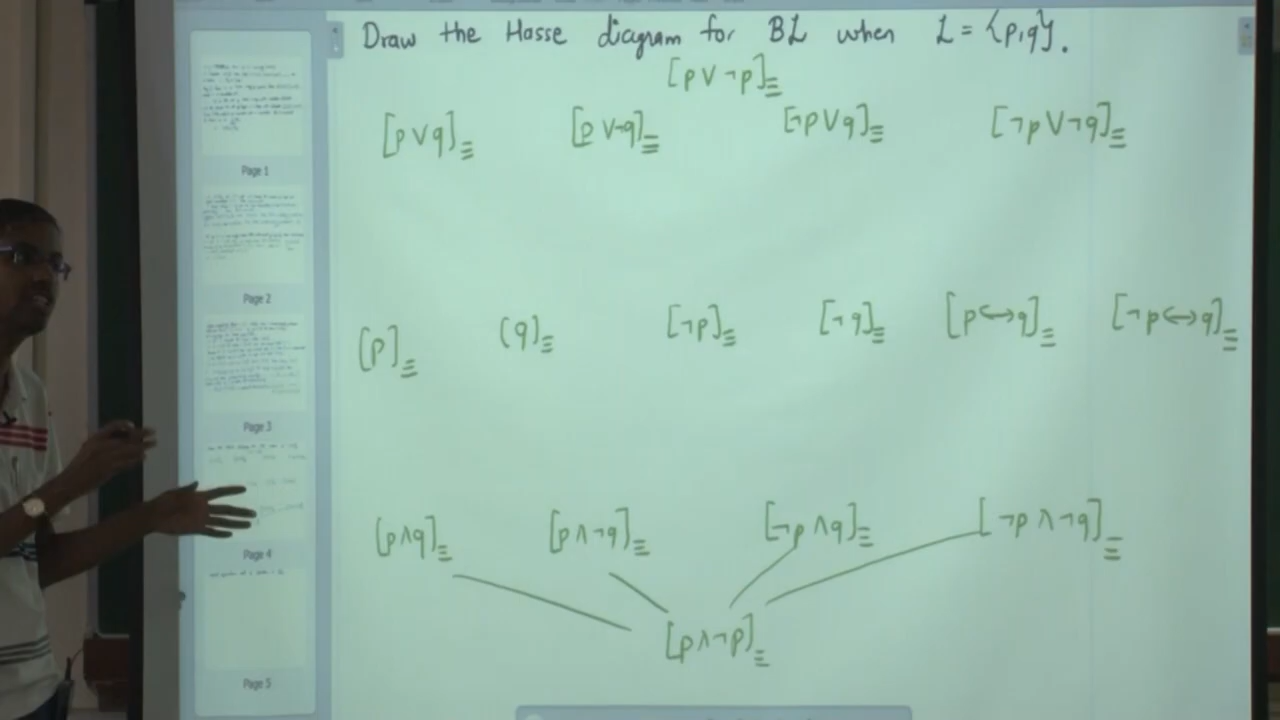 Draw the Hasse diagram for BL when L = {p,q}.
[p ∨ ¬p]≡
[p ∨ q]≡ [p ∨ ¬q]≡ [¬p ∨ q]≡ [¬p ∨ ¬q]≡
[p]≡ [q]≡ [¬p]≡ [¬q]≡ [p ↔ q]≡ [¬p ↔ q]≡
[p ∧ q]≡ [p ∧ ¬q]≡ [¬p ∧ q]≡ [¬p ∧ ¬q]≡
[p ∧ ¬p]≡
Page 1
Page 2
Page 3
Page 4
Page 5